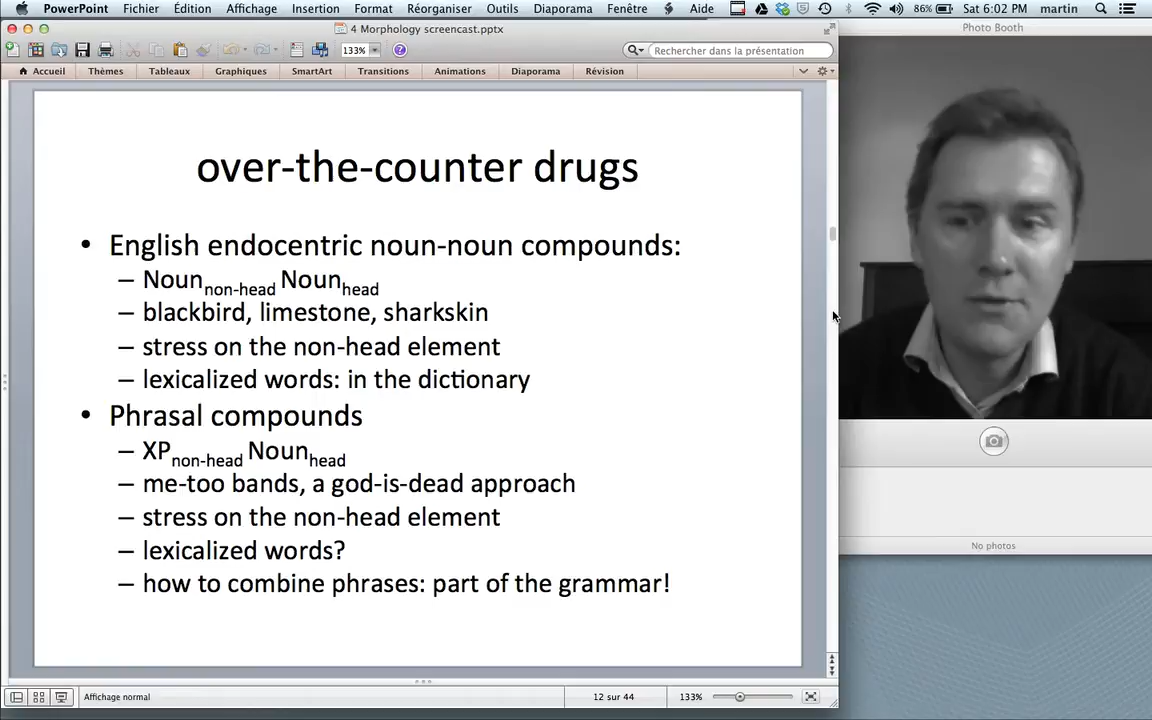 PowerPoint Fichier Édition Affichage Insertion Format Réorganiser Outils Diaporama Fenêtre Aide 86% Sat 6:02 PM martin
4 Morphology screencast.pptx
Photo Booth
133% Rechercher dans la présentation
Accueil Thèmes Tableaux Graphiques SmartArt Transitions Animations Diaporama Révision
over-the-counter drugs
• English endocentric noun-noun compounds:
– Noun non-head Noun head
– blackbird, limestone, sharkskin
– stress on the non-head element
– lexicalized words: in the dictionary
• Phrasal compounds
– XP non-head Noun head
– me-too bands, a god-is-dead approach
– stress on the non-head element
– lexicalized words?
– how to combine phrases: part of the grammar!
No photos
Affichage normal 12 sur 44 133%